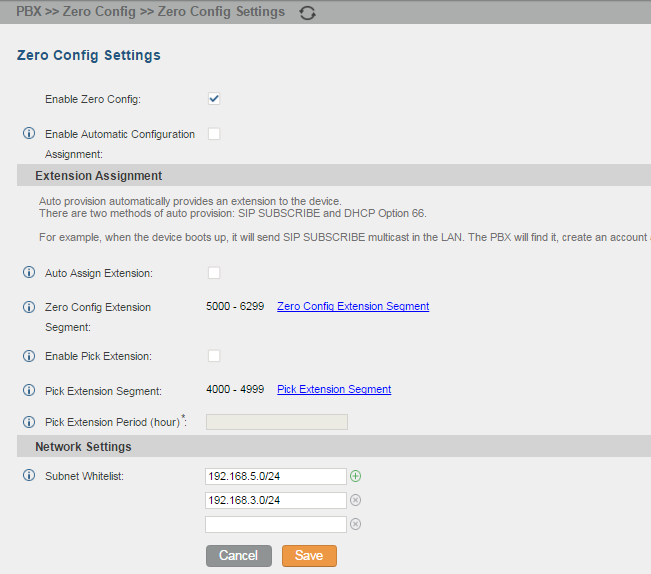 PBX >> Zero Config >> Zero Config Settings
Zero Config Settings
Enable Zero Config:
Enable Automatic Configuration
Assignment:
Extension Assignment
Auto provision automatically provides an extension to the device.
There are two methods of auto provision: SIP SUBSCRIBE and DHCP Option 66.
For example, when the device boots up, it will send SIP SUBSCRIBE multicast in the LAN. The PBX will find it, create an account
Auto Assign Extension:
Zero Config Extension 5000 - 6299 Zero Config Extension Segment
Segment:
Enable Pick Extension:
Pick Extension Segment: 4000 - 4999 Pick Extension Segment
Pick Extension Period (hour)*:
Network Settings
Subnet Whitelist: 192.168.5.0/24
192.168.3.0/24
Cancel Save